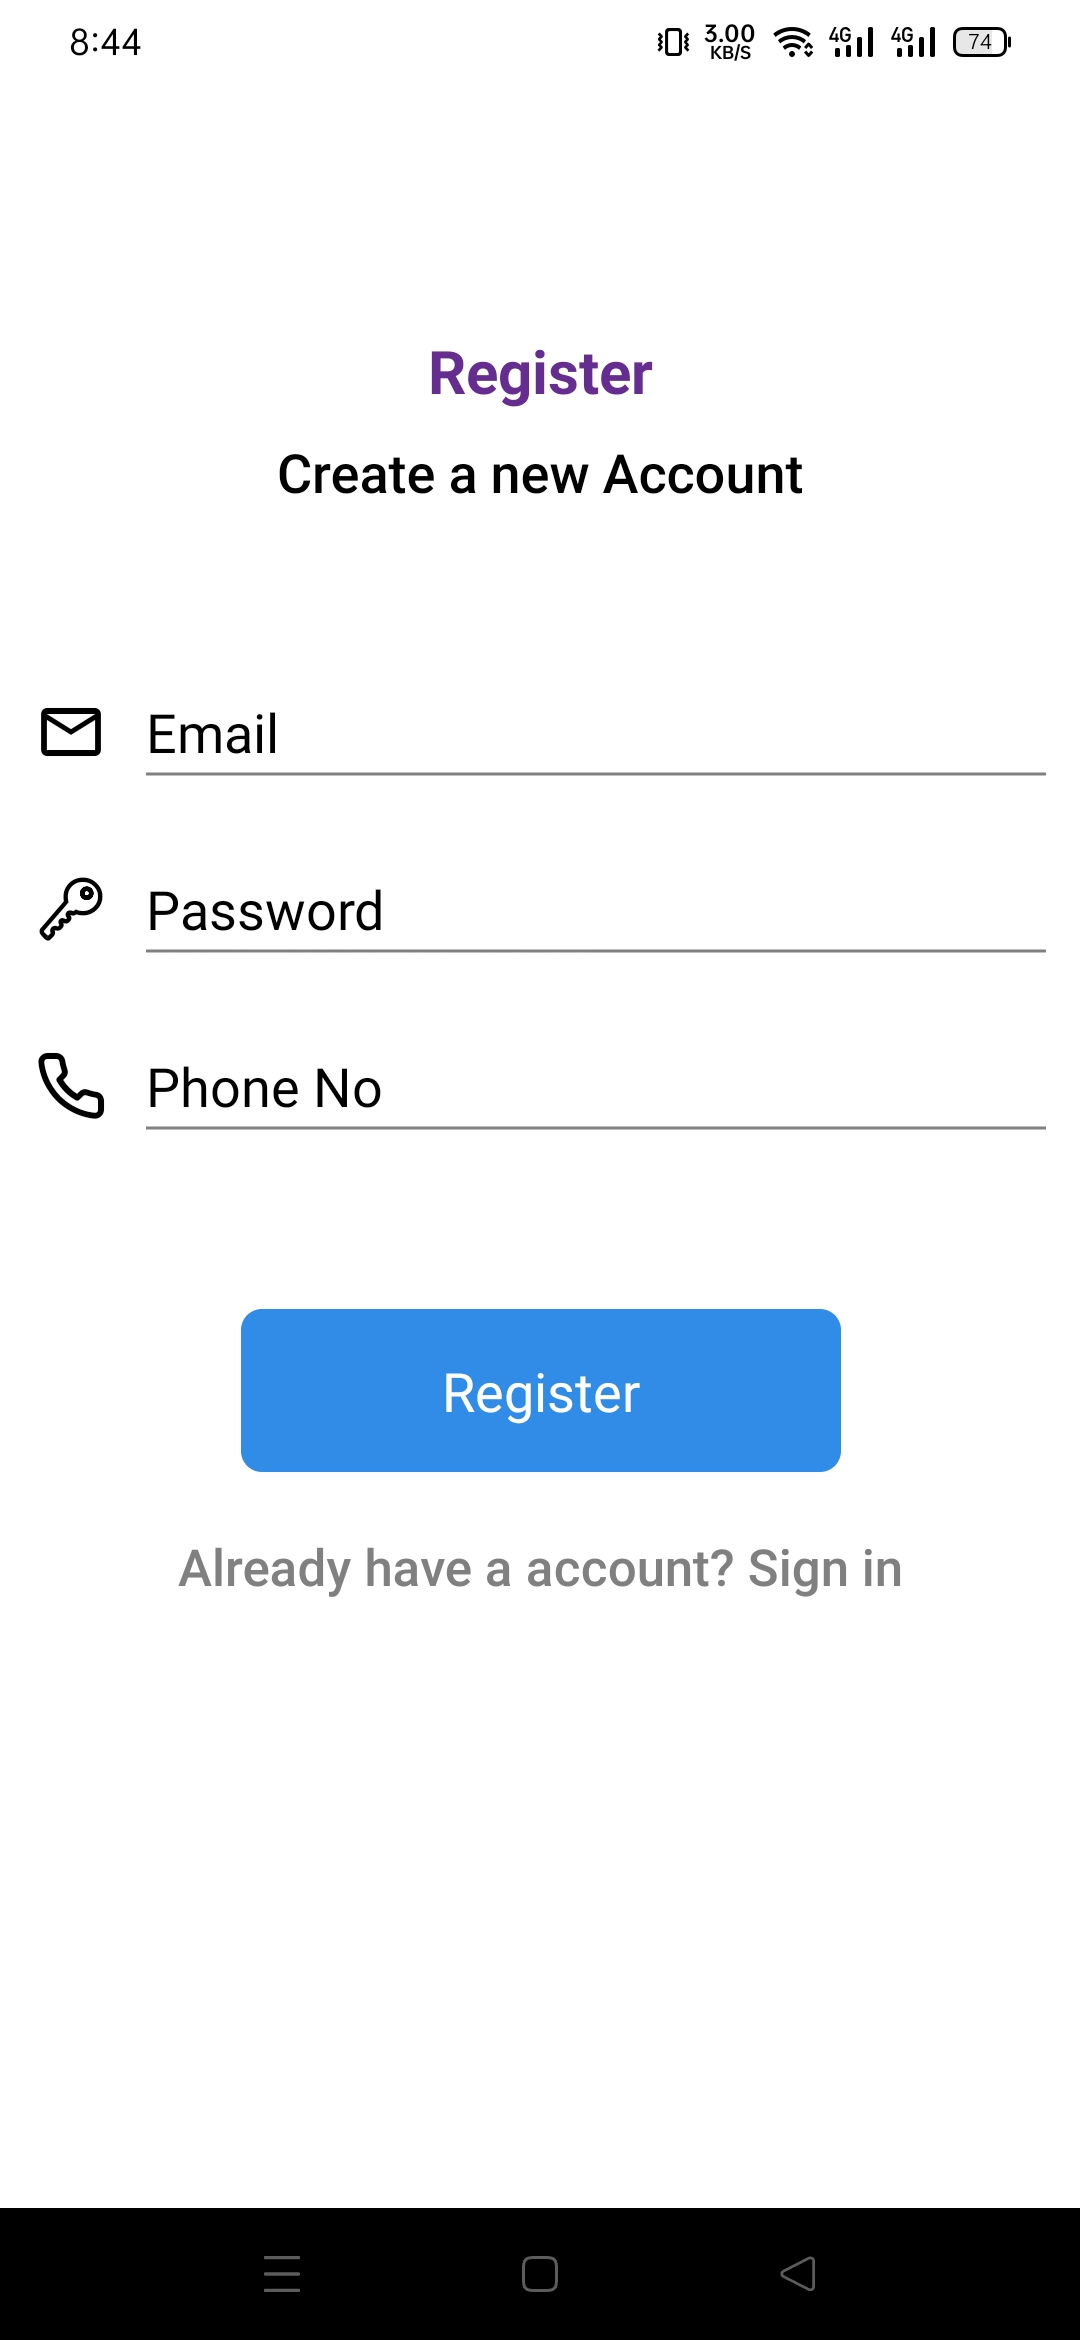 8:44
3.00
KB/S
4G
4G
74
Register
Create a new Account
Email
Password
Phone No
Register
Already have a account? Sign in